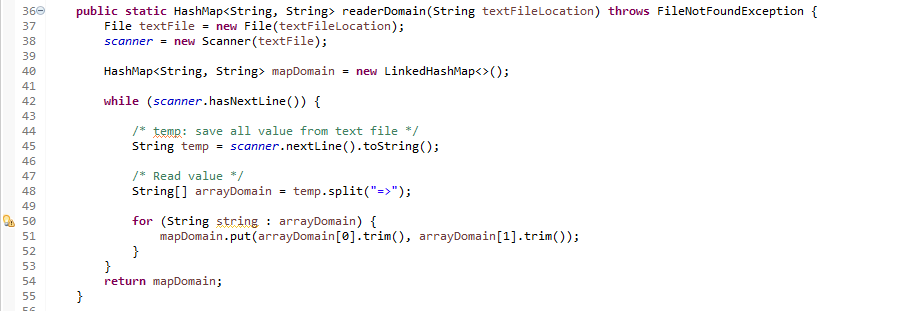 36 public static HashMap<String, String> readerDomain(String textFileLocation) throws FileNotFoundException {
37 File textFile = new File(textFileLocation);
38 scanner = new Scanner(textFile);
39
40 HashMap<String, String> mapDomain = new LinkedHashMap<>();
41
42 while (scanner.hasNextLine()) {
43
44 /* temp: save all value from text file */
45 String temp = scanner.nextLine().toString();
46
47 /* Read value */
48 String[] arrayDomain = temp.split("=>");
49
50 for (String string : arrayDomain) {
51 mapDomain.put(arrayDomain[0].trim(), arrayDomain[1].trim());
52 }
53 }
54 return mapDomain;
55 }
56